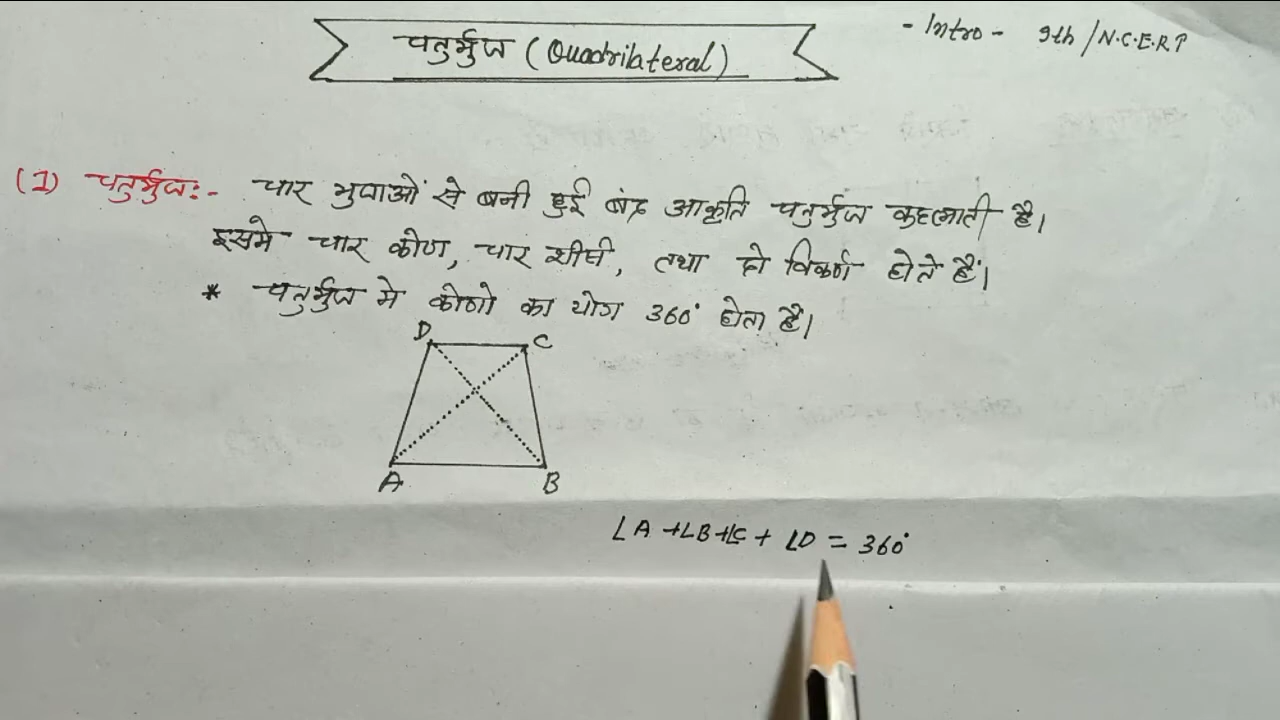 चतुर्भुज (Quadrilateral)
- Intro - 9th / N.C.E.R.T
(1) चतुर्भुज:- चार भुजाओं से बनी हुई बंद आकृति चतुर्भुज कहलाती है।
इसमे चार कोण, चार शीर्ष, तथा दो विकर्ण होते हैं।
* चतुर्भुज मे कोणो का योग 360° होता है।
D C
A B
∠A +∠B+∠C + ∠D = 360°